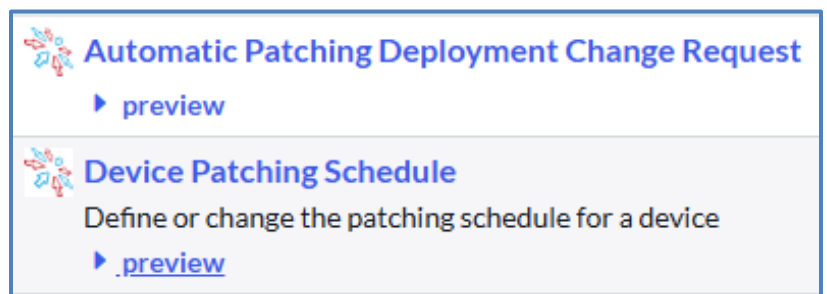 Automatic Patching Deployment Change Request
preview
Device Patching Schedule
Define or change the patching schedule for a device
preview